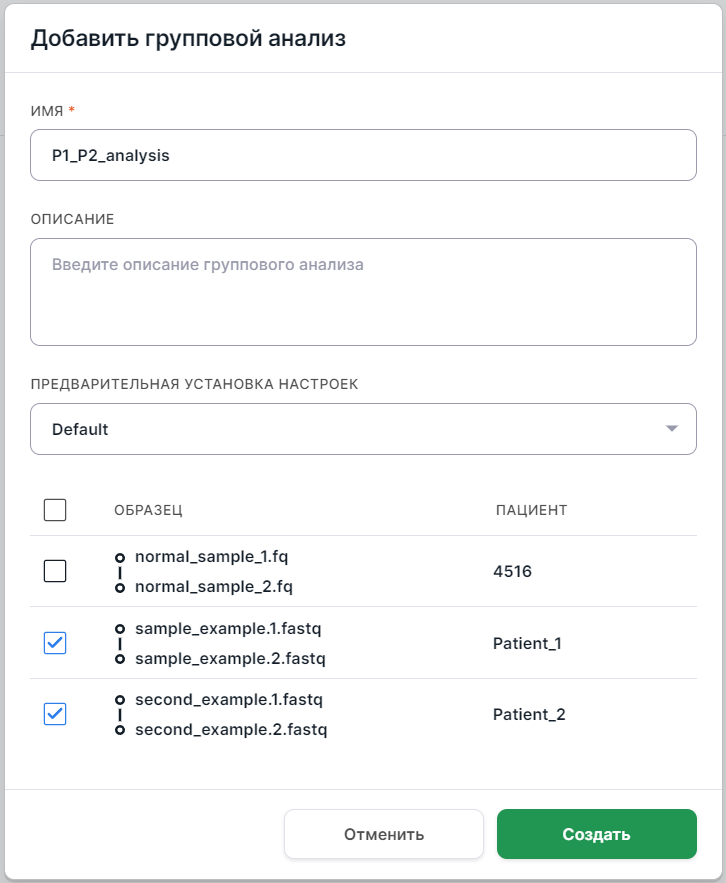 Добавить групповой анализ
ИМЯ *
P1_P2_analysis
ОПИСАНИЕ
Введите описание группового анализа
ПРЕДВАРИТЕЛЬНАЯ УСТАНОВКА НАСТРОЕК
Default
ОБРАЗЕЦ ПАЦИЕНТ
normal_sample_1.fq
normal_sample_2.fq
4516
sample_example.1.fastq
sample_example.2.fastq
Patient_1
second_example.1.fastq
second_example.2.fastq
Patient_2
Отменить Создать